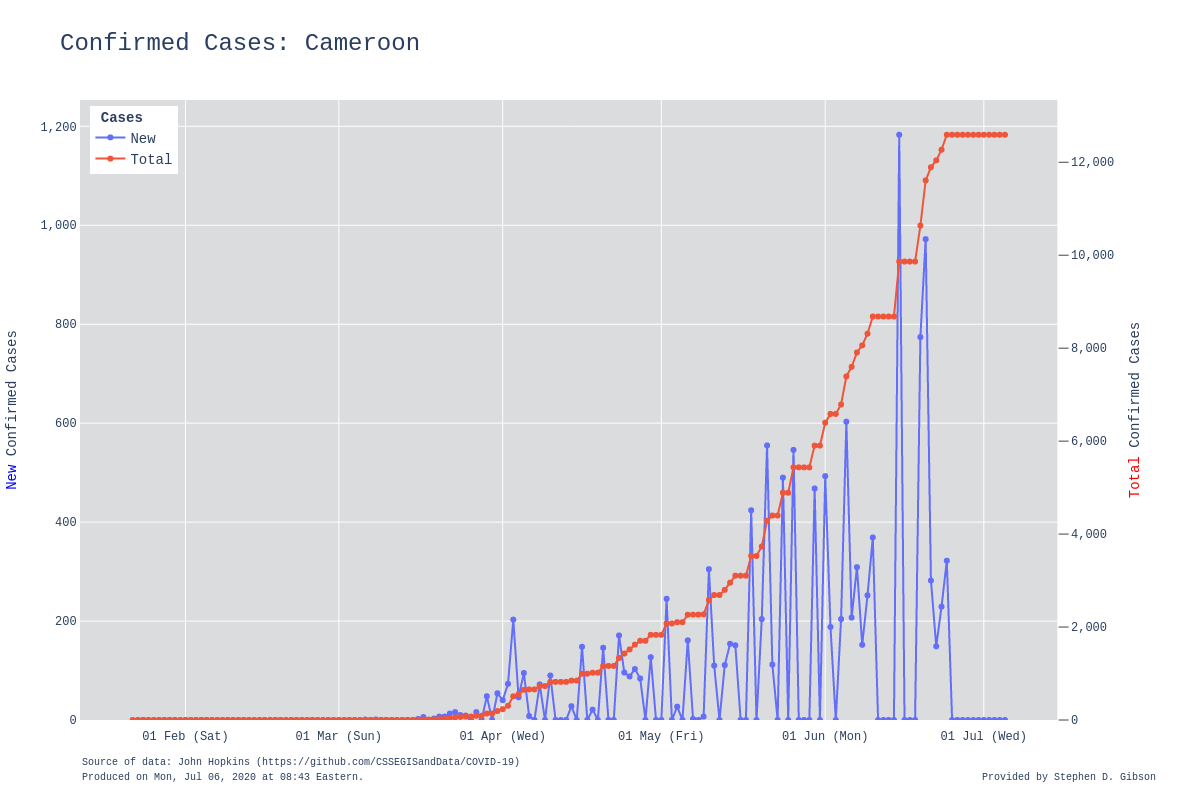 Confirmed Cases: Cameroon
Cases
New
Total
1,200
1,000
800
600
400
200
0
12,000
10,000
8,000
6,000
4,000
2,000
0
New Confirmed Cases
Total Confirmed Cases
01 Feb (Sat) 01 Mar (Sun) 01 Apr (Wed) 01 May (Fri) 01 Jun (Mon) 01 Jul (Wed)
Source of data: John Hopkins (https://github.com/CSSEGISandData/COVID-19)
Produced on Mon, Jul 06, 2020 at 08:43 Eastern.
Provided by Stephen D. Gibson